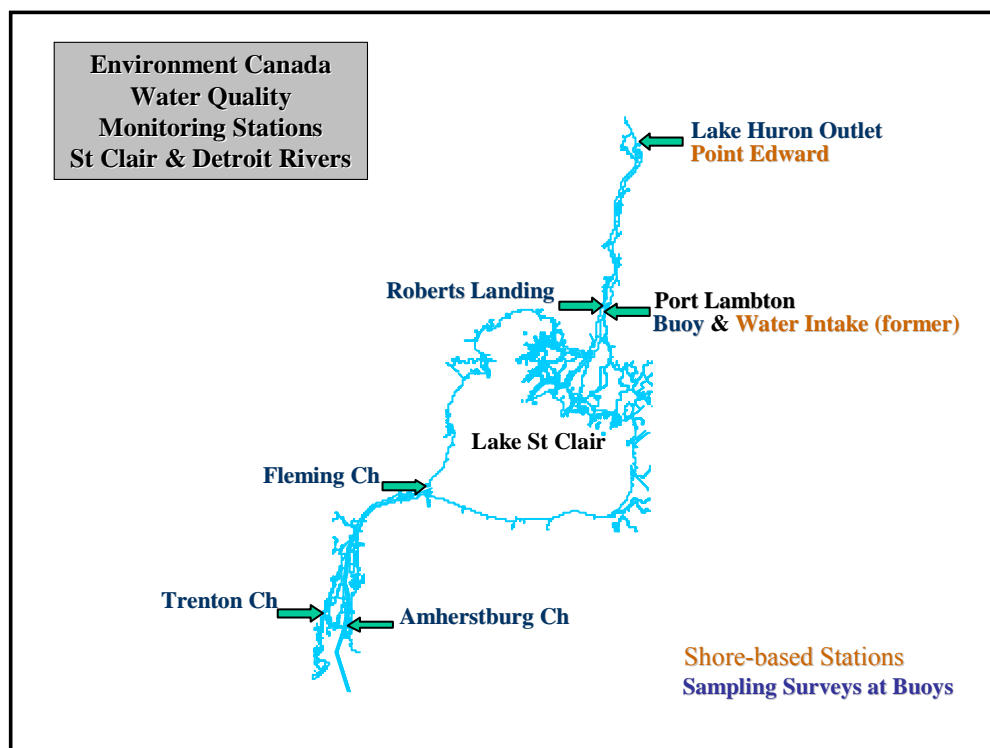 Environment Canada
Water Quality
Monitoring Stations
St Clair & Detroit Rivers
Lake Huron Outlet
Point Edward
Roberts Landing
Port Lambton
Buoy & Water Intake (former)
Lake St Clair
Fleming Ch
Trenton Ch
Amherstburg Ch
Shore-based Stations
Sampling Surveys at Buoys